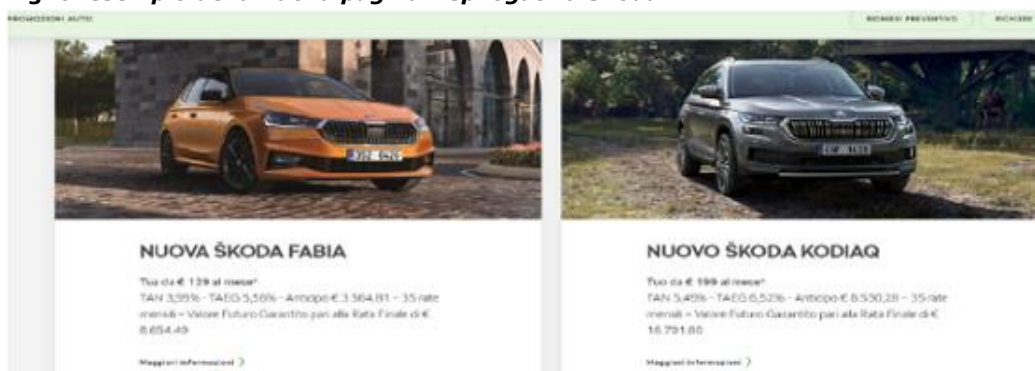 PROMOZIONI AUTO
RICHIEDI PREVENTIVO
NUOVA ŠKODA FABIA
Tua da € 139 al mese*
TAN 3,99% - TAEG 5,56% - Anticipo € 3.364,81 – 35 rate
mensili – Valore Futuro Garantito pari alla Rata Finale di €
8.654,49
Maggiori informazioni >
NUOVO ŠKODA KODIAQ
Tuo da € 199 al mese*
TAN 5,49% - TAEG 6,52% - Anticipo € 8.530,28 – 35 rate
mensili – Valore Futuro Garantito pari alla Rata Finale di €
16.791,80
Maggiori informazioni >